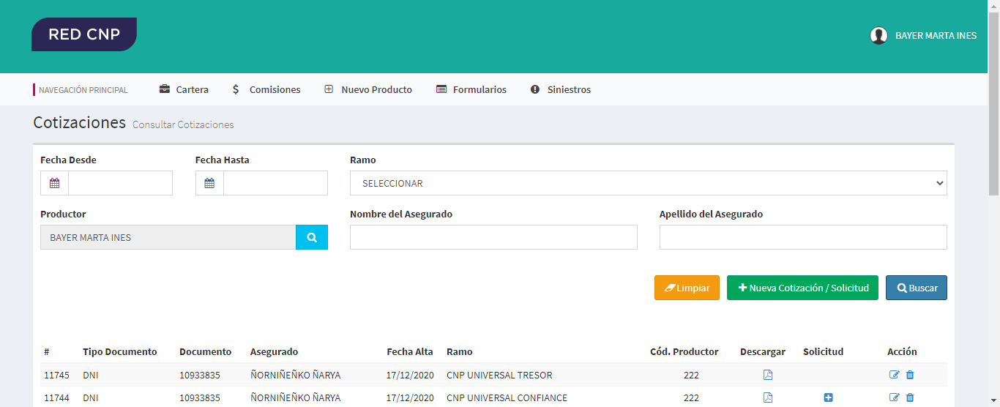 RED CNP
BAYER MARTA INES
NAVEGACIÓN PRINCIPAL Cartera $ Comisiones Nuevo Producto Formularios Siniestros
Cotizaciones Consultar Cotizaciones
Fecha Desde Fecha Hasta Ramo
SELECCIONAR
Productor Nombre del Asegurado Apellido del Asegurado
BAYER MARTA INES
Limpiar Nueva Cotización / Solicitud Buscar
# Tipo Documento Documento Asegurado Fecha Alta Ramo Cód. Productor Descargar Solicitud Acción
11745 DNI 10933835 ÑORNIÑEÑKO ÑARYA 17/12/2020 CNP UNIVERSAL TRESOR 222
11744 DNI 10933835 ÑORNIÑEÑKO ÑARYA 17/12/2020 CNP UNIVERSAL CONFIANCE 222